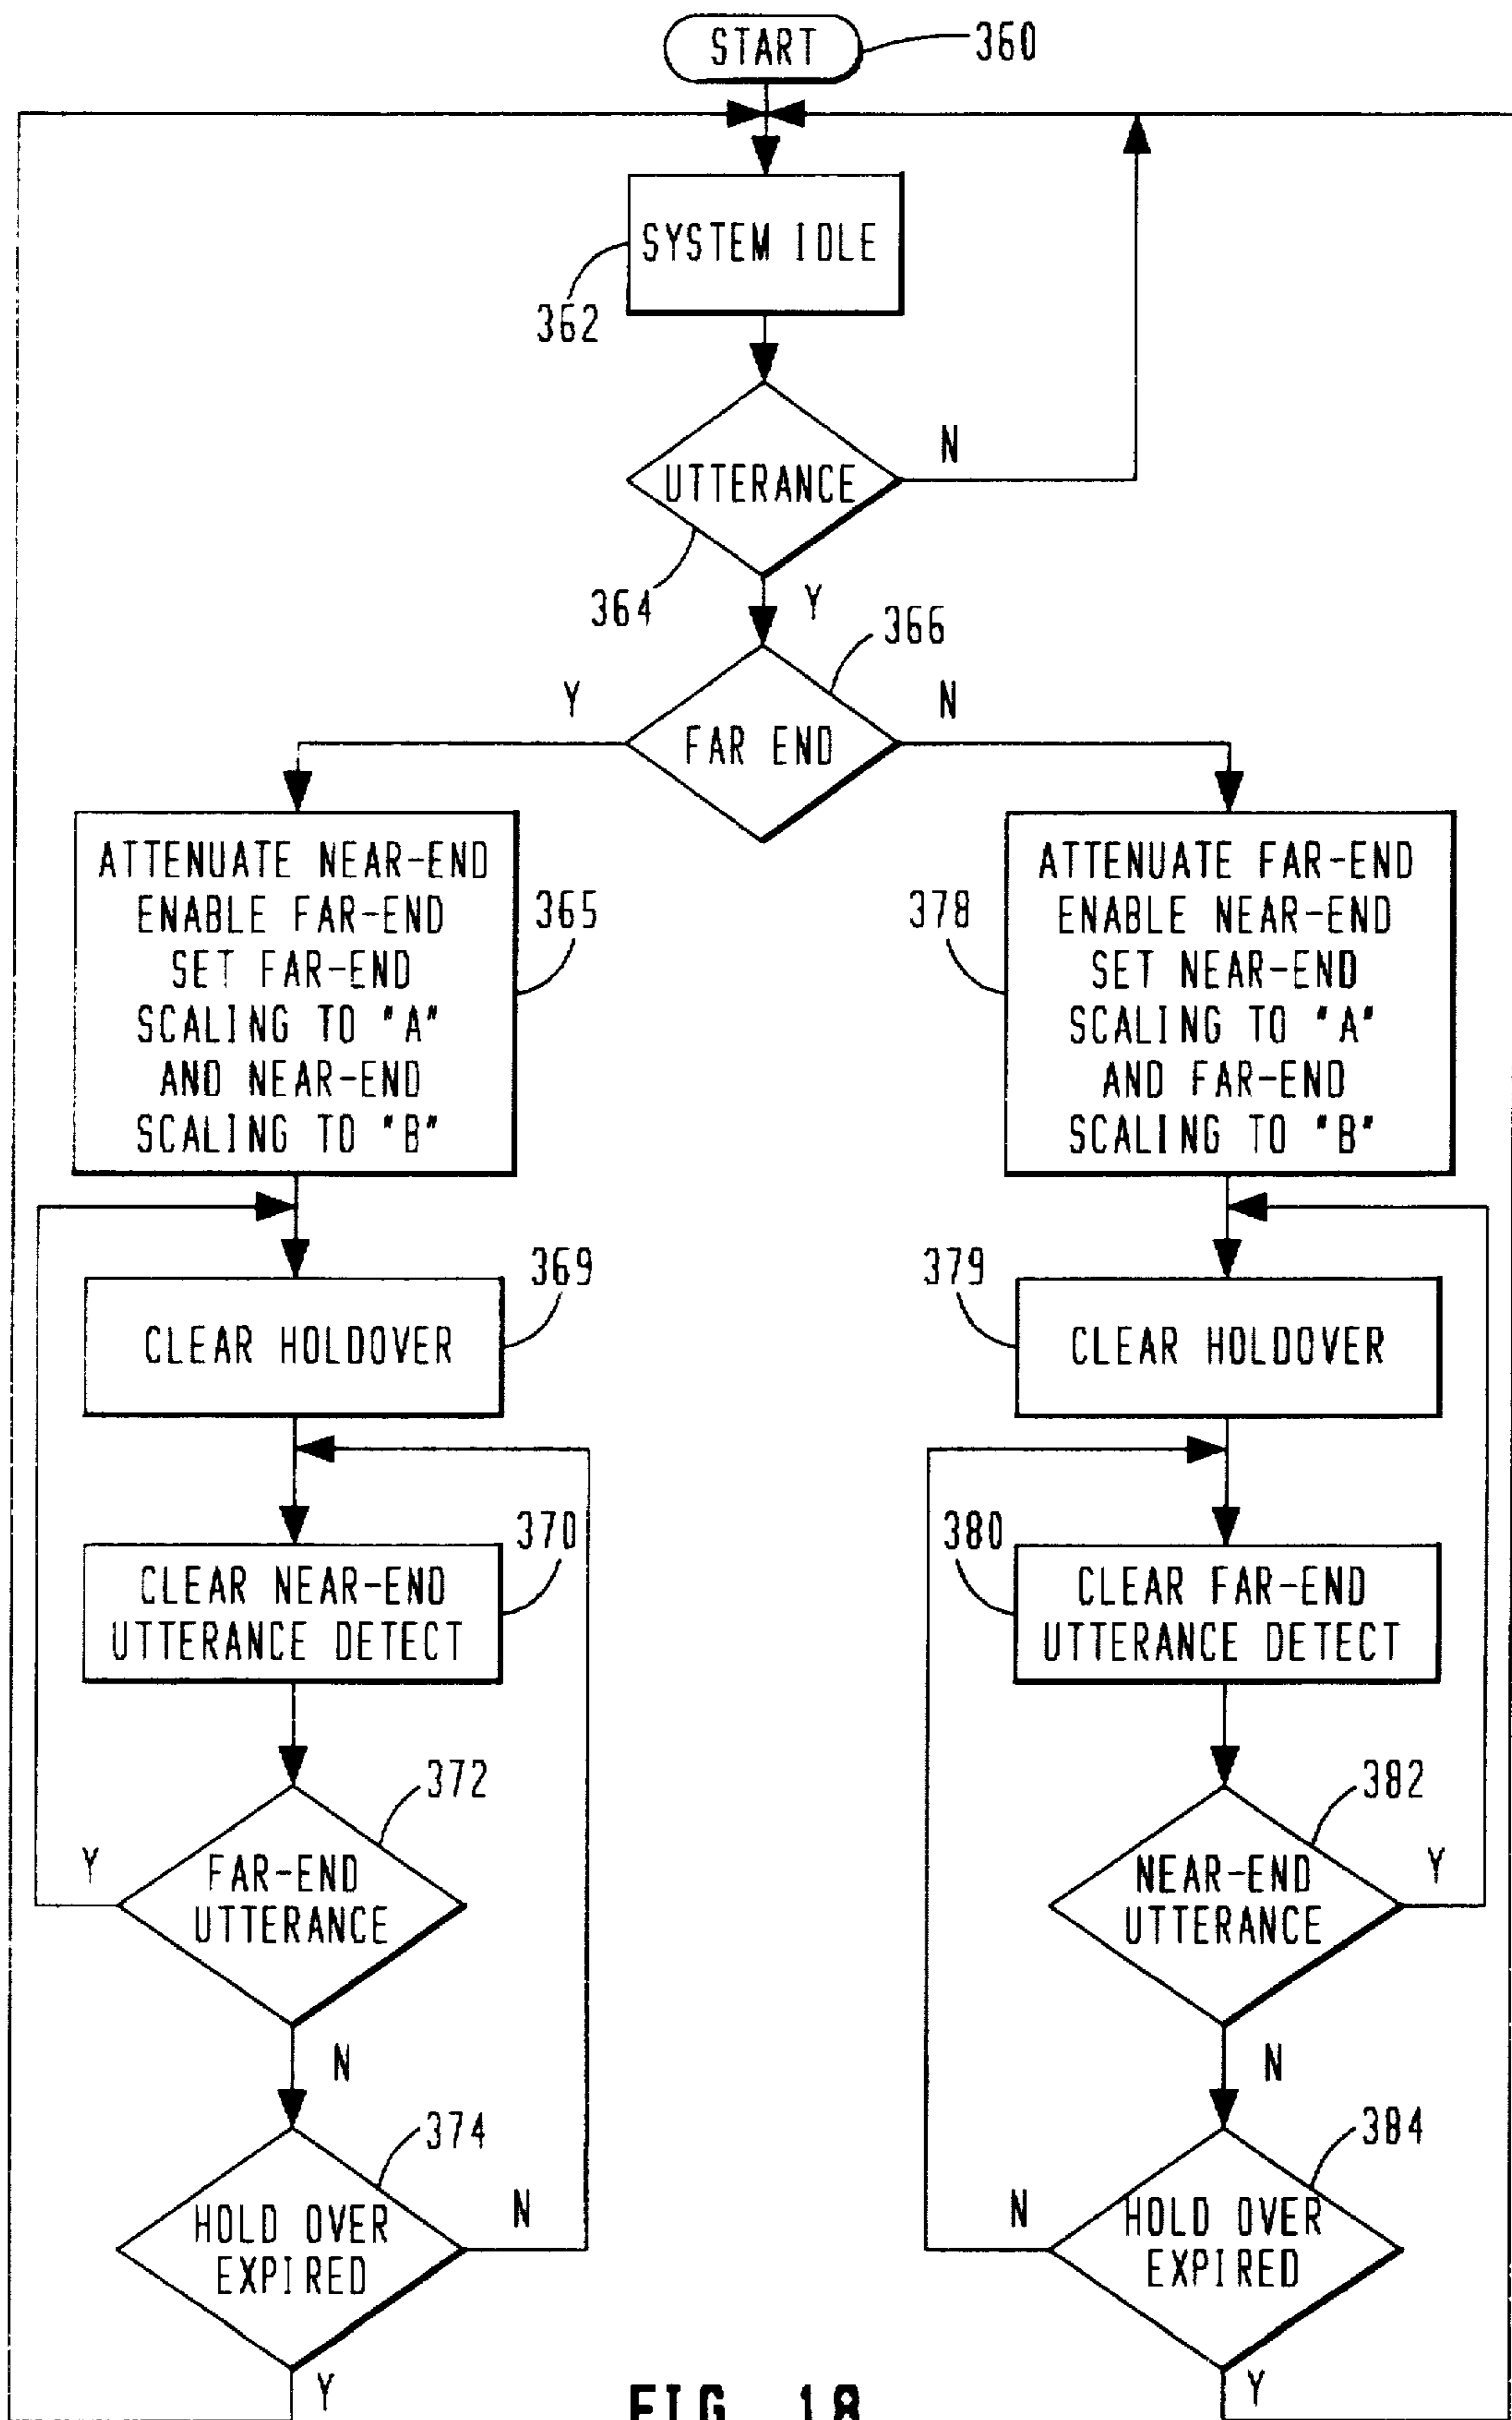 START
360
SYSTEM IDLE
362
UTTERANCE
N
364
Y
366
Y
N
FAR END
ATTENUATE NEAR-END
ENABLE FAR-END
SET FAR-END
SCALING TO "A"
AND NEAR-END
SCALING TO "B"
365
378
ATTENUATE FAR-END
ENABLE NEAR-END
SET NEAR-END
SCALING TO "A"
AND FAR-END
SCALING TO "B"
369
379
CLEAR HOLDOVER
CLEAR HOLDOVER
370
380
CLEAR NEAR-END
UTTERANCE DETECT
CLEAR FAR-END
UTTERANCE DETECT
372
382
Y
FAR-END
UTTERANCE
NEAR-END
UTTERANCE
Y
N
N
374
384
HOLD OVER
EXPIRED
N
N
HOLD OVER
EXPIRED
Y
Y
FIG. 18